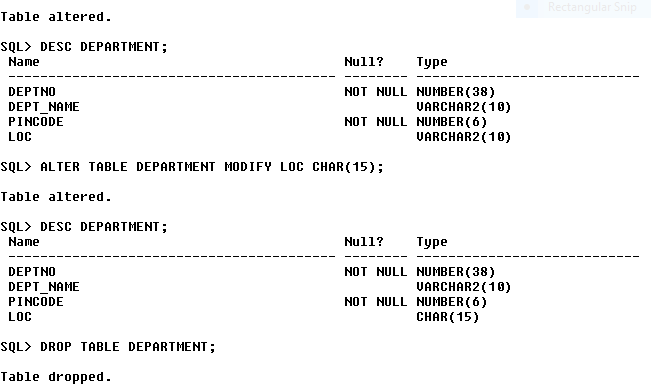 Rectangular Snip
Table altered.
SQL> DESC DEPARTMENT;
Name Null? Type
----------------------------------------- -------- ----------------------------
DEPTNO NOT NULL NUMBER(38)
DEPT_NAME VARCHAR2(10)
PINCODE NOT NULL NUMBER(6)
LOC VARCHAR2(10)
SQL> ALTER TABLE DEPARTMENT MODIFY LOC CHAR(15);
Table altered.
SQL> DESC DEPARTMENT;
Name Null? Type
----------------------------------------- -------- ----------------------------
DEPTNO NOT NULL NUMBER(38)
DEPT_NAME VARCHAR2(10)
PINCODE NOT NULL NUMBER(6)
LOC CHAR(15)
SQL> DROP TABLE DEPARTMENT;
Table dropped.